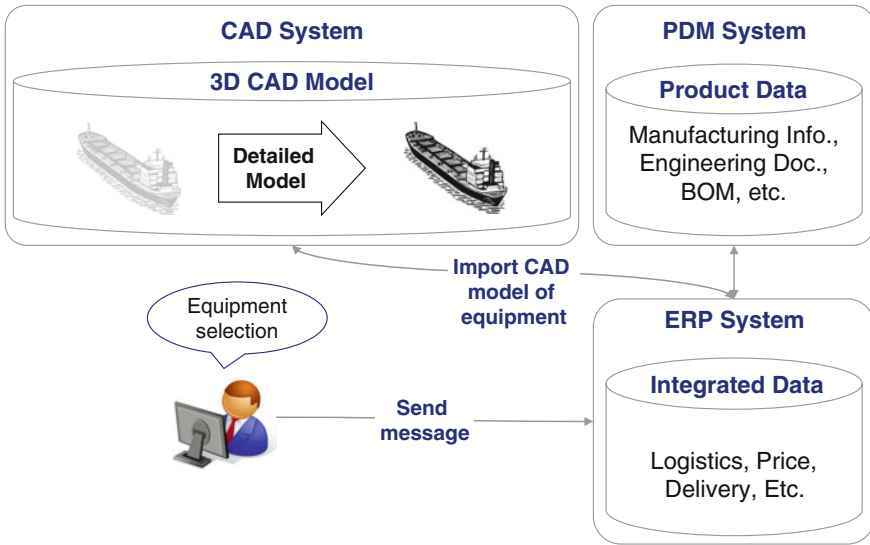 CAD System
3D CAD Model
Detailed
Model
PDM System
Product Data
Manufacturing Info.,
Engineering Doc.,
BOM, etc.
Import CAD
model of
equipment
Equipment
selection
Send
message
ERP System
Integrated Data
Logistics, Price,
Delivery, Etc.